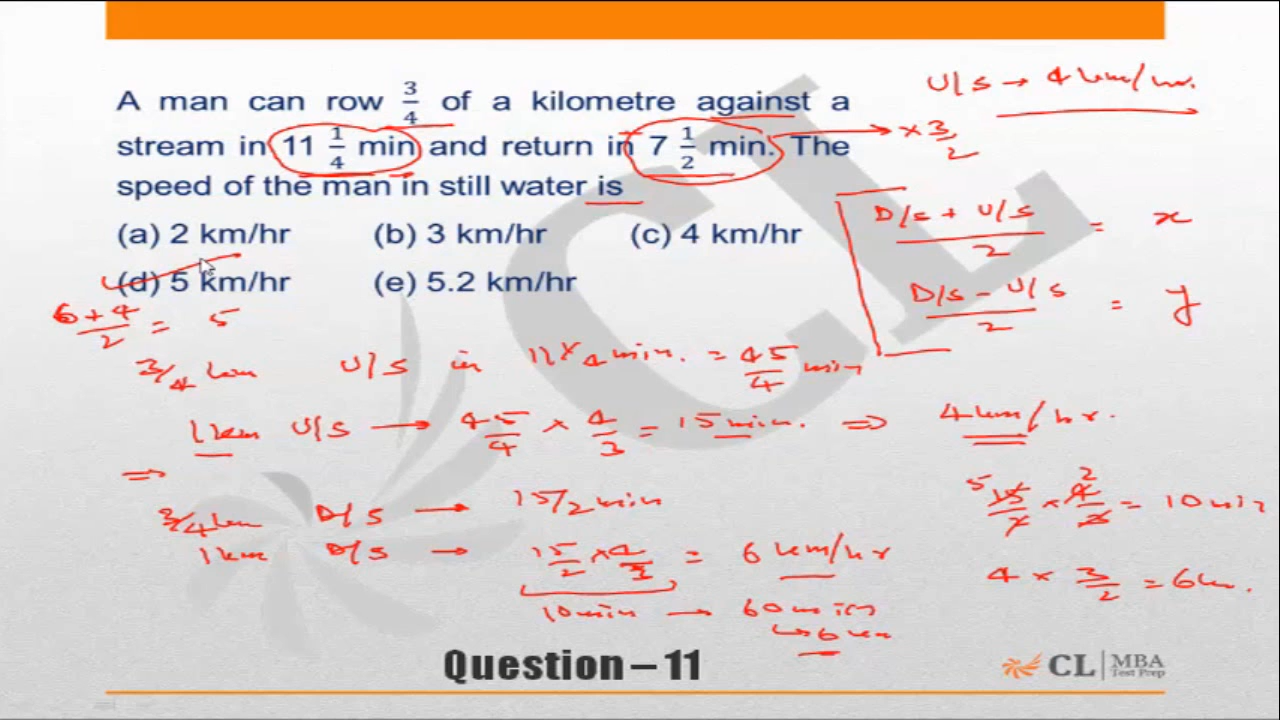 A man can row 3/4 of a kilometre against a
stream in 11 1/4 min and return in 7 1/2 min. The
speed of the man in still water is
(a) 2 km/hr (b) 3 km/hr (c) 4 km/hr
(d) 5 km/hr (e) 5.2 km/hr
U/S → 4 km/hr.
× 3/2
(D/S + U/S)/2 = x
(D/S - U/S)/2 = y
(6+4)/2 = 5
3/4 km U/S in 11 × 4 min. = 45/4 min
1 km U/S → 45/4 × 4/3 = 15 min. ⇒ 4 km/hr.
⇒
3/4 km D/S → 15/2 min
1 km D/S → 15/2 × 4/3 = 6 km/hr
10 min → 60 min
↳ 6 km
5 15/2 × 4/3 2 = 10 min
4 × 3/2 = 6 km.
Question – 11
CL MBA
Test Prep
CL